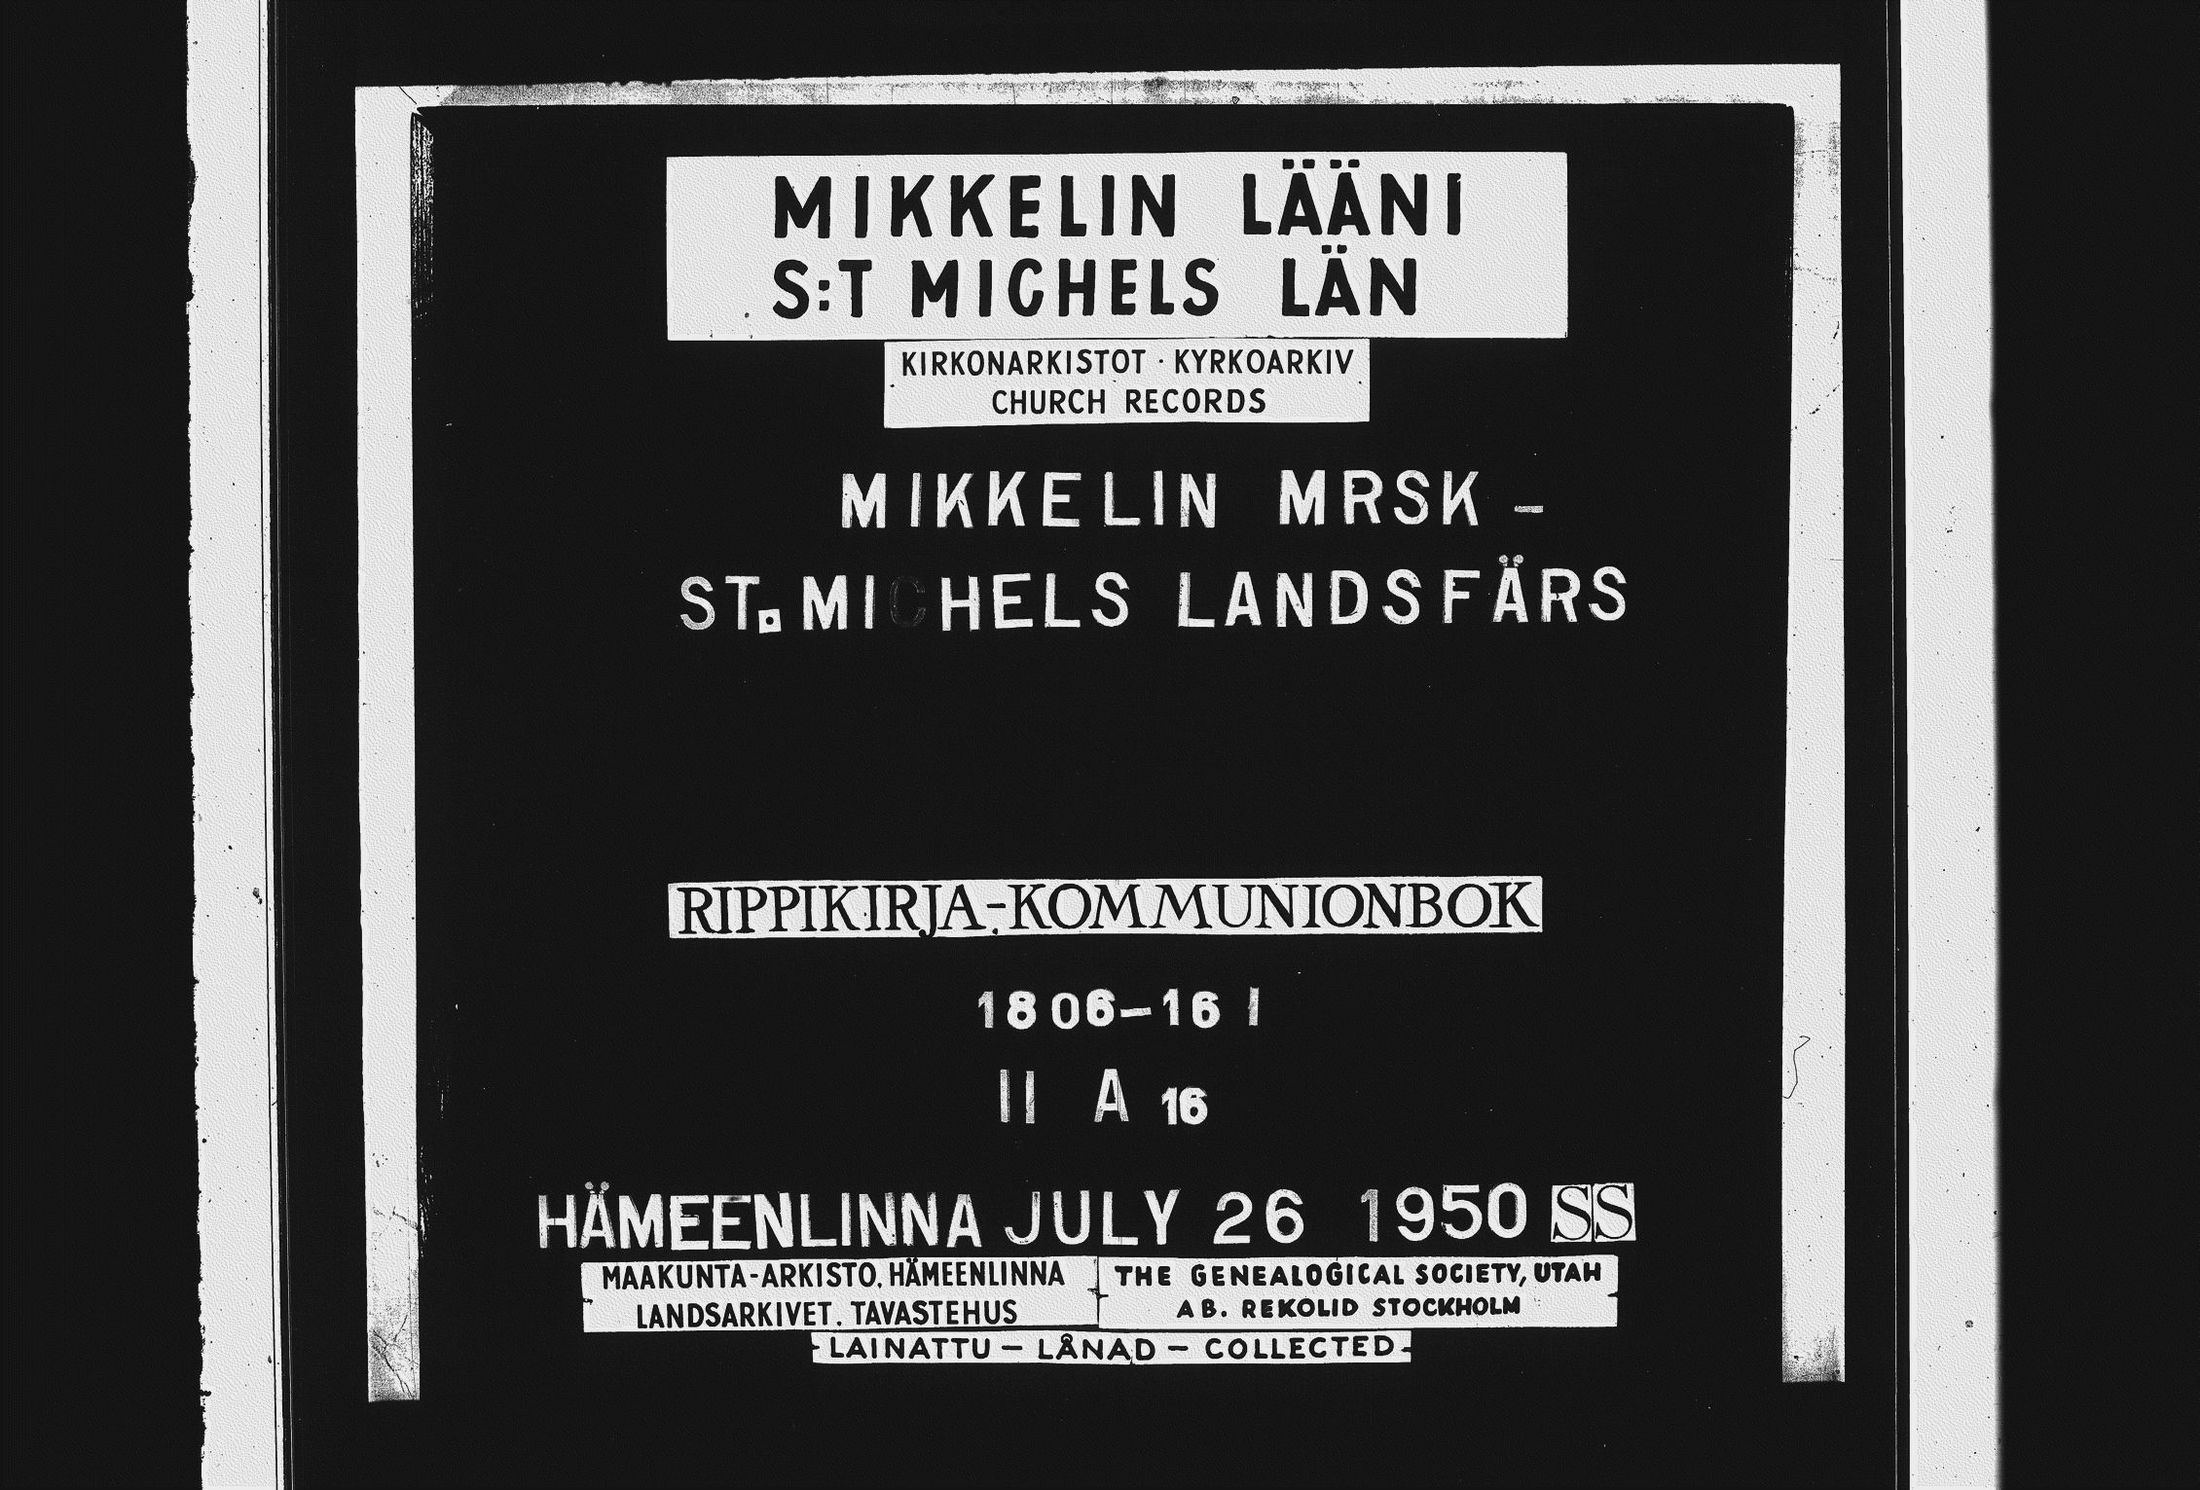 MIKKELIN LÄÄNI
S:T MICHELS LÄN
KIRKONARKISTOT · KYRKOARKIV
CHURCH RECORDS
MIKKELIN MRSK –
ST. MICHELS LANDSFÄRS
RIPPIKIRJA-KOMMUNIONBOK
1806–16 I
II A 16
HÄMEENLINNA JULY 26 1950 SS
MAAKUNTA-ARKISTO, HÄMEENLINNA
LANDSARKIVET, TAVASTEHUS
THE GENEALOGICAL SOCIETY, UTAH
AB. REKOLID STOCKHOLM
LAINATTU – LÅNAD – COLLECTED